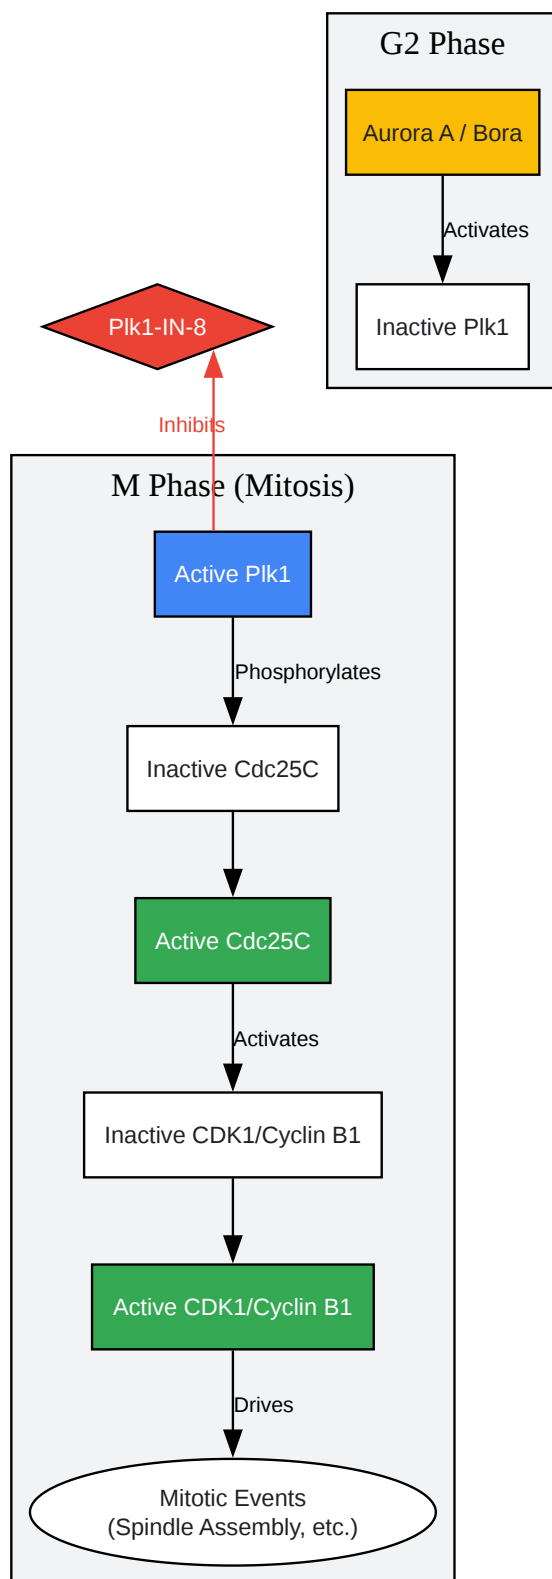 G2 Phase
Aurora A / Bora
Activates
Inactive Plk1
Plk1-IN-8
Inhibits
M Phase (Mitosis)
Active Plk1
Phosphorylates
Inactive Cdc25C
Active Cdc25C
Activates
Inactive CDK1/Cyclin B1
Active CDK1/Cyclin B1
Drives
Mitotic Events
(Spindle Assembly, etc.)